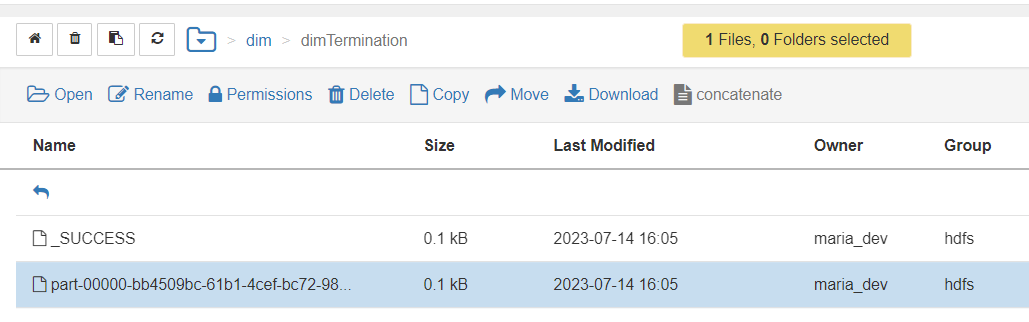 > dim > dimTermination
1 Files, 0 Folders selected
Open Rename Permissions Delete Copy Move Download concatenate
Name Size Last Modified Owner Group
_SUCCESS 0.1 kB 2023-07-14 16:05 maria_dev hdfs
part-00000-bb4509bc-61b1-4cef-bc72-98... 0.1 kB 2023-07-14 16:05 maria_dev hdfs